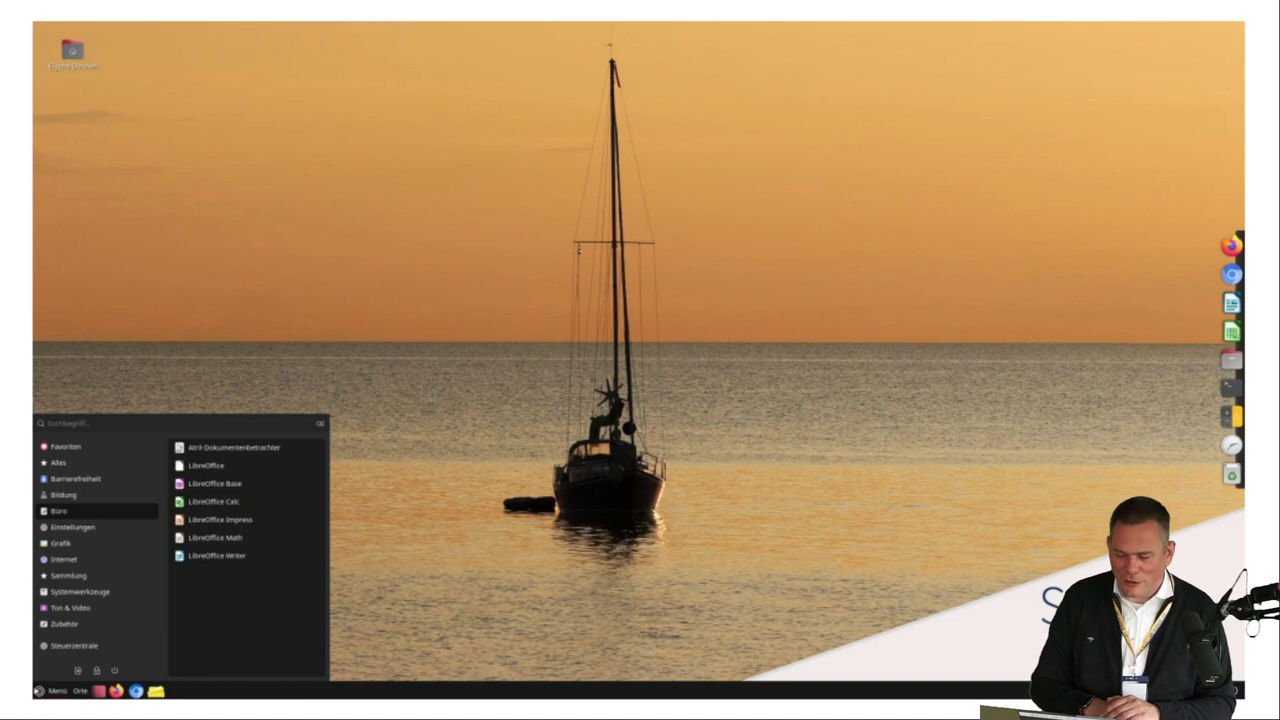 Suchbegriff...
Favoriten
Alles
Barrierefreiheit
Bildung
Büro
Einstellungen
Grafik
Internet
Sammlung
Systemwerkzeuge
Ton & Video
Zubehör
Steuerzentrale
Atril-Dokumentenbetrachter
LibreOffice
LibreOffice Base
LibreOffice Calc
LibreOffice Impress
LibreOffice Math
LibreOffice Writer
S
Menü Orte